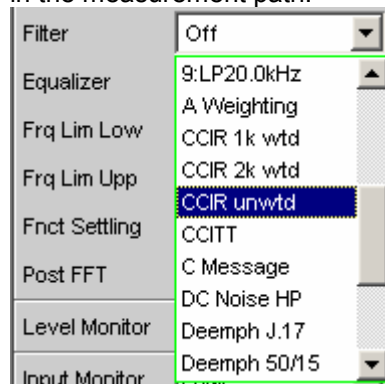 in the measurement path.
Filter Off
9:LP20.0kHz
Equalizer
A Weighting
Frq Lim Low CCIR 1k wtd
Frq Lim Upp CCIR 2k wtd
CCIR unwtd
Fnct Settling CCITT
Post FFT C Message
DC Noise HP
Level Monitor Deemph J.17
Input Monitor Deemph 50/15